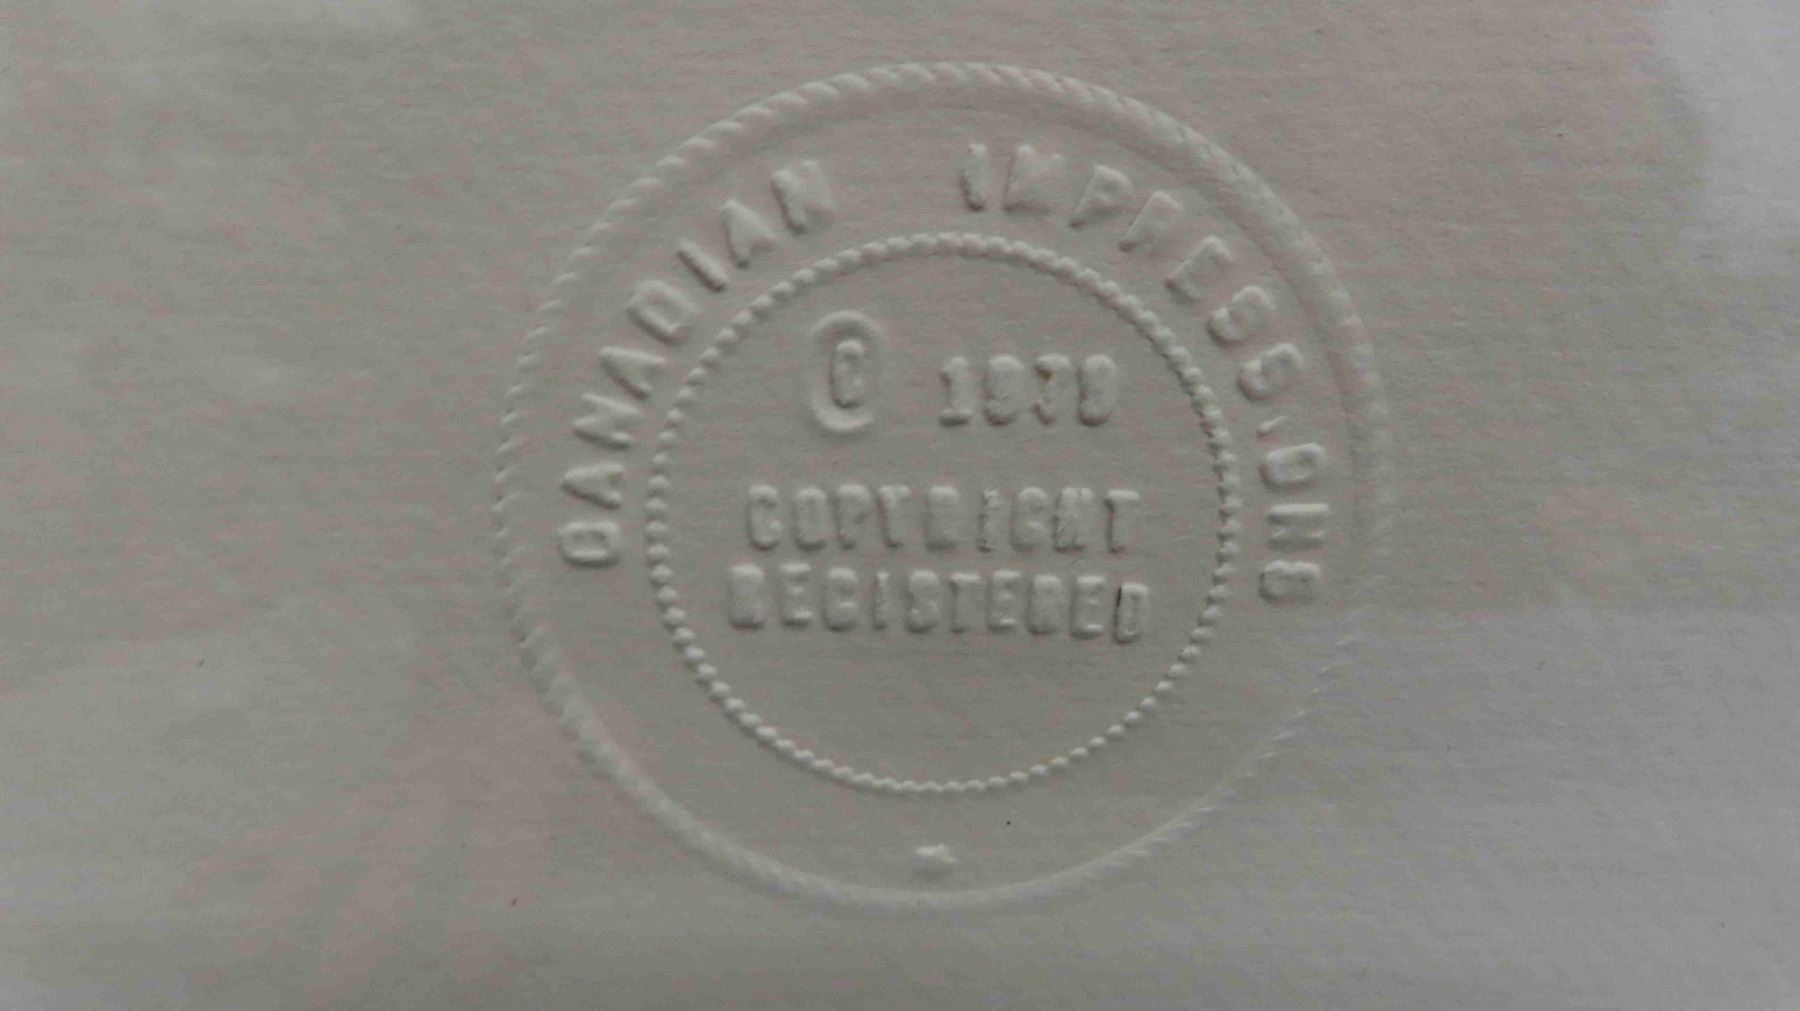 CANADIAN IMPRESSIONS
© 1979
COPYRIGHT
REGISTERED